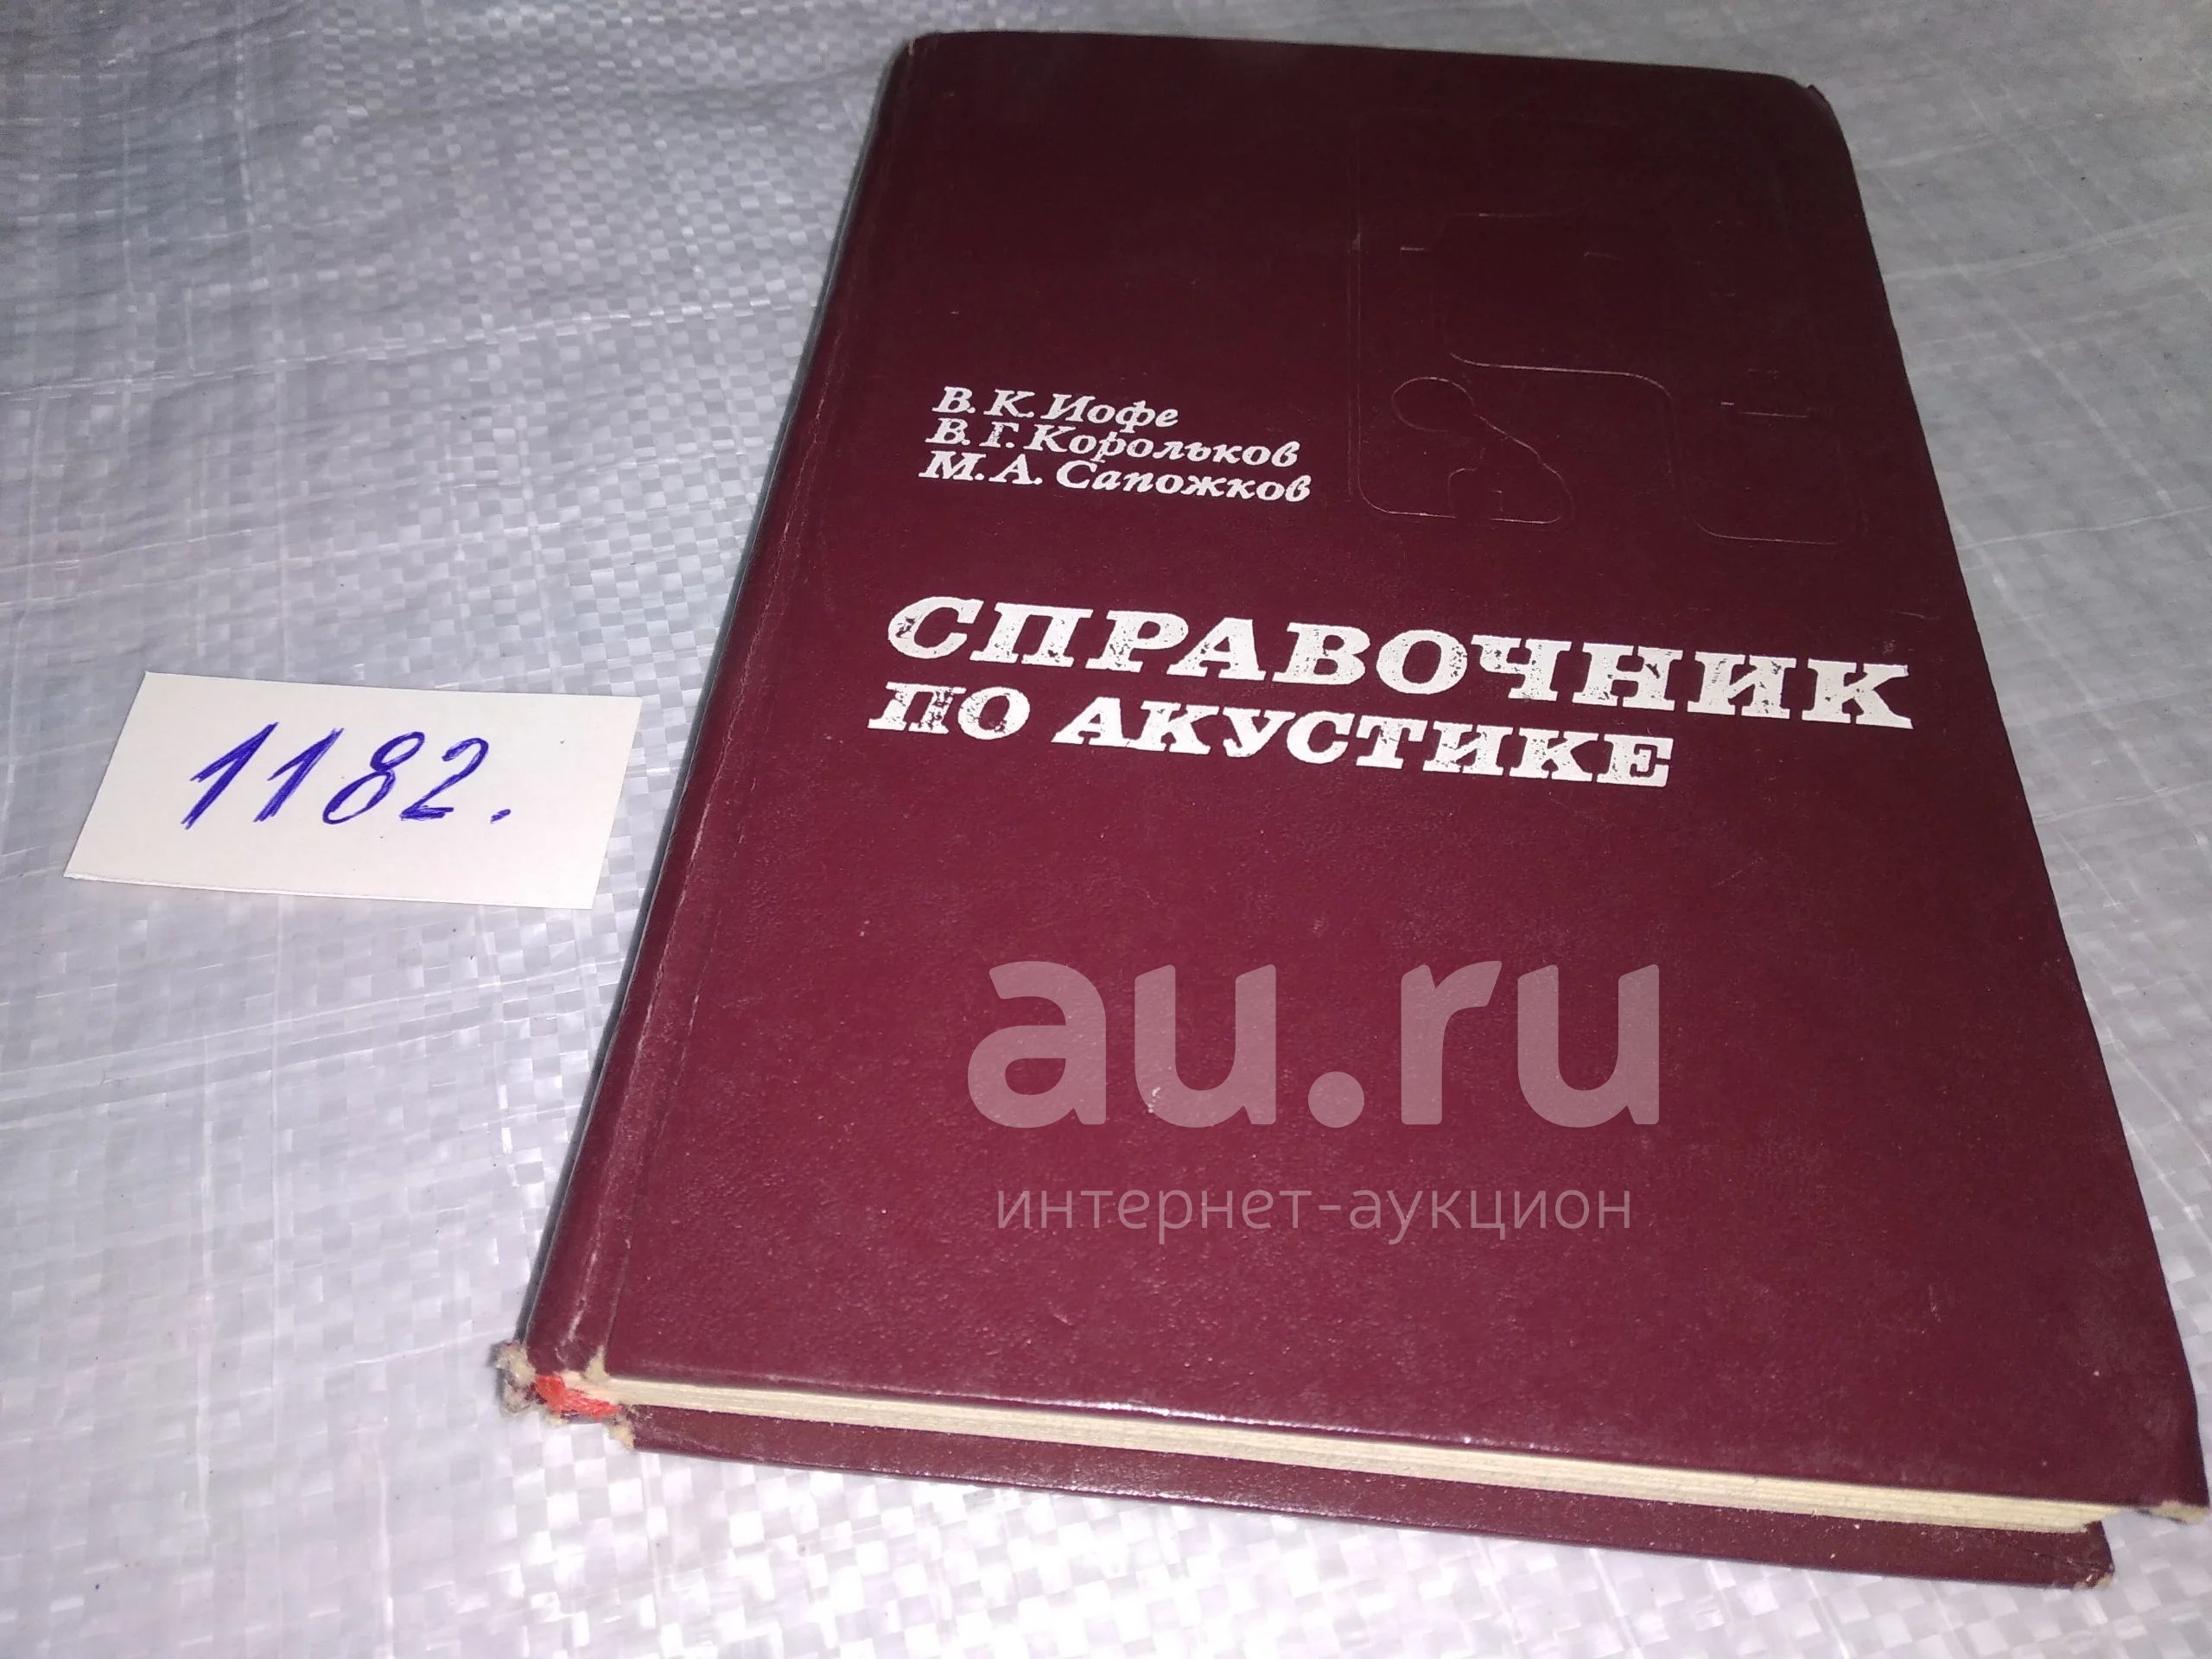 В. К. Иофе
В. Г. Корольков
М. А. Сапожков
СПРАВОЧНИК
ПО АКУСТИКЕ
1182.
au.ru
интернет-аукцион